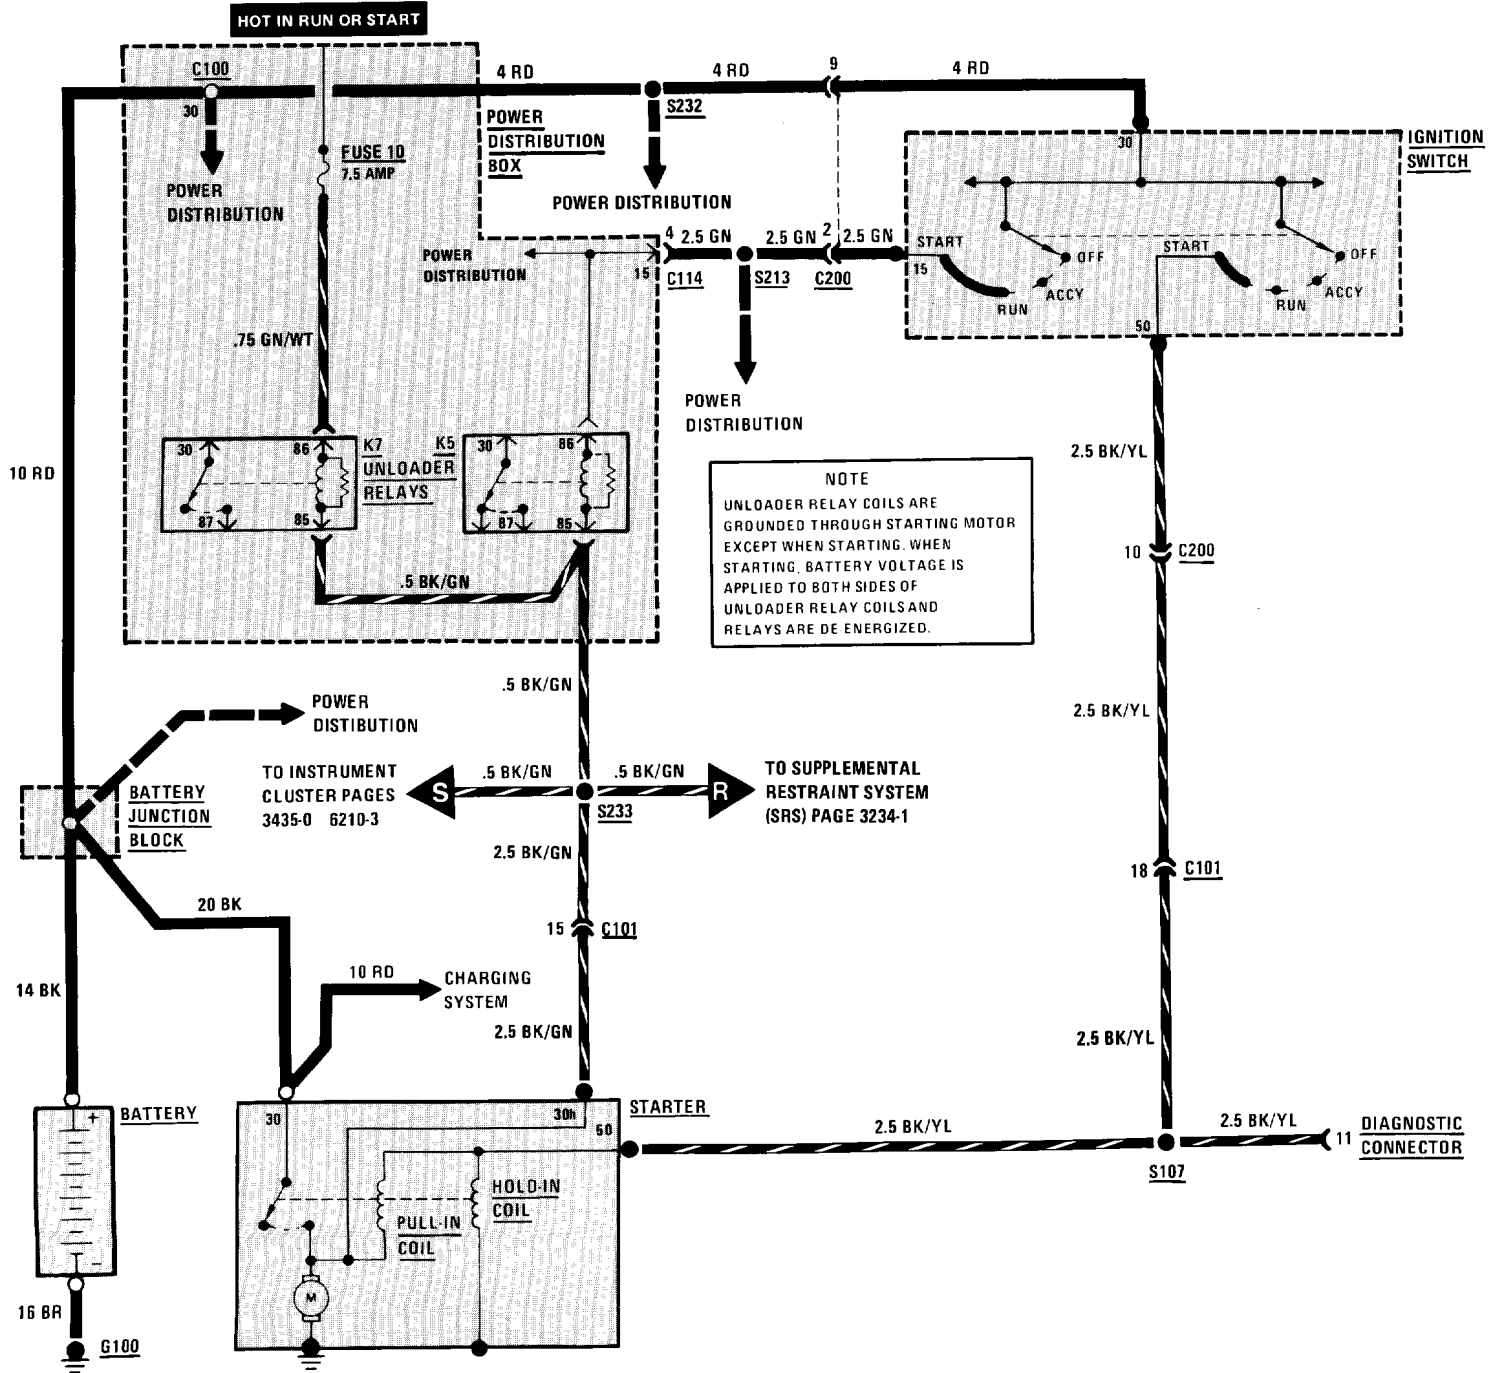 HOT IN RUN OR START
C100
30
POWER
DISTRIBUTION
FUSE 10
7.5 AMP
4 RD
S232
POWER
DISTRIBUTION
BOX
POWER DISTRIBUTION
4 RD
9
4 RD
30
IGNITION
SWITCH
POWER
DISTRIBUTION
15
4
2.5 GN
C114
S213
2.5 GN
2
C200
2.5 GN
START
15
OFF
ACCY
RUN
START
OFF
ACCY
RUN
50
POWER
DISTRIBUTION
.75 GN/WT
10 RD
30
86
87
85
K7
K5
UNLOADER
RELAYS
30
86
87
85
.5 BK/GN
NOTE
UNLOADER RELAY COILS ARE
GROUNDED THROUGH STARTING MOTOR
EXCEPT WHEN STARTING. WHEN
STARTING, BATTERY VOLTAGE IS
APPLIED TO BOTH SIDES OF
UNLOADER RELAY COILS AND
RELAYS ARE DE ENERGIZED.
2.5 BK/YL
10
C200
2.5 BK/YL
.5 BK/GN
POWER
DISTIBUTION
TO INSTRUMENT
CLUSTER PAGES
3435-0 6210-3
S
.5 BK/GN
.5 BK/GN
R
TO SUPPLEMENTAL
RESTRAINT SYSTEM
(SRS) PAGE 3234-1
S233
BATTERY
JUNCTION
BLOCK
2.5 BK/GN
18
C101
20 BK
15
C101
10 RD
CHARGING
SYSTEM
14 BK
2.5 BK/GN
2.5 BK/YL
BATTERY
+
-
30
30h
50
STARTER
2.5 BK/YL
S107
2.5 BK/YL
11
DIAGNOSTIC
CONNECTOR
HOLD-IN
COIL
PULL-IN
COIL
M
16 BR
G100